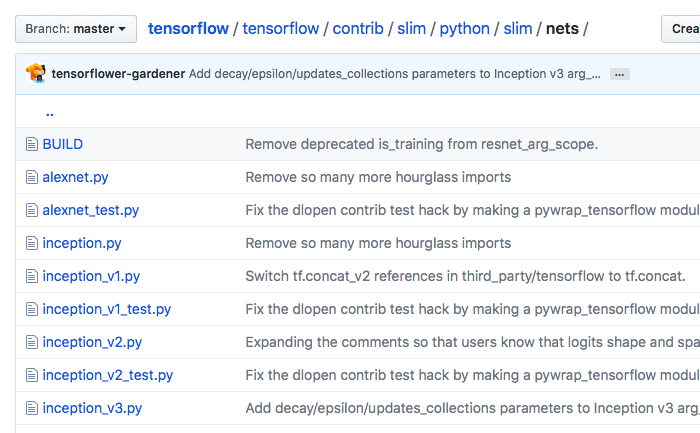 Branch: master tensorflow / tensorflow / contrib / slim / python / slim / nets / Crea
tensorflower-gardener Add decay/epsilon/updates_collections parameters to Inception v3 arg_... ...
..
BUILD Remove deprecated is_training from resnet_arg_scope.
alexnet.py Remove so many more hourglass imports
alexnet_test.py Fix the dlopen contrib test hack by making a pywrap_tensorflow modul
inception.py Remove so many more hourglass imports
inception_v1.py Switch tf.concat_v2 references in third_party/tensorflow to tf.concat.
inception_v1_test.py Fix the dlopen contrib test hack by making a pywrap_tensorflow modul
inception_v2.py Expanding the comments so that users know that logits shape and spa
inception_v2_test.py Fix the dlopen contrib test hack by making a pywrap_tensorflow modul
inception_v3.py Add decay/epsilon/updates_collections parameters to Inception v3 arg_